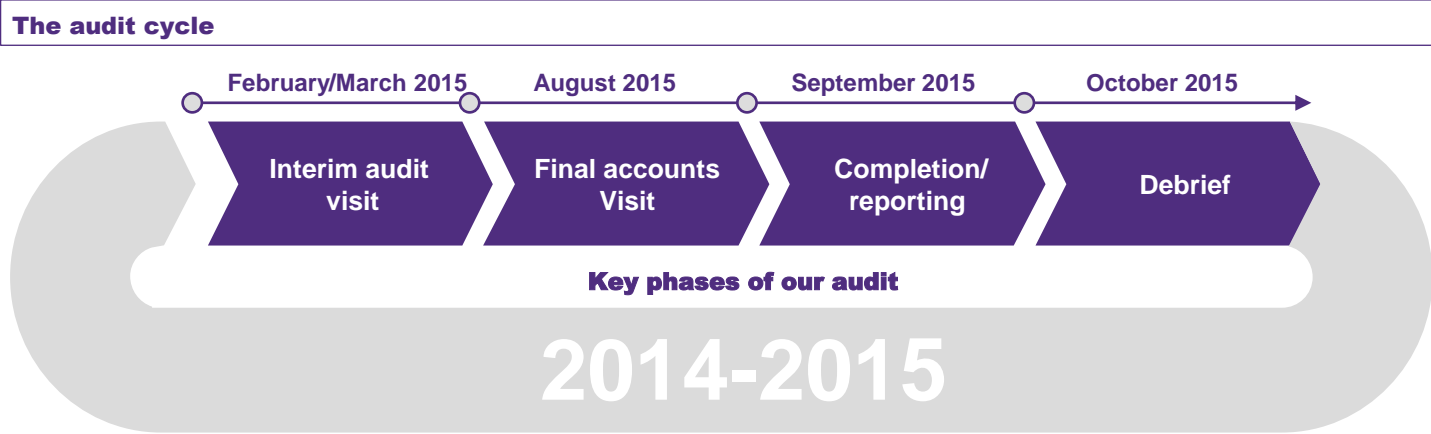 The audit cycle
February/March 2015
August 2015
September 2015
October 2015
Interim audit
visit
Final accounts
Visit
Completion/
reporting
Debrief
Key phases of our audit
2014-2015